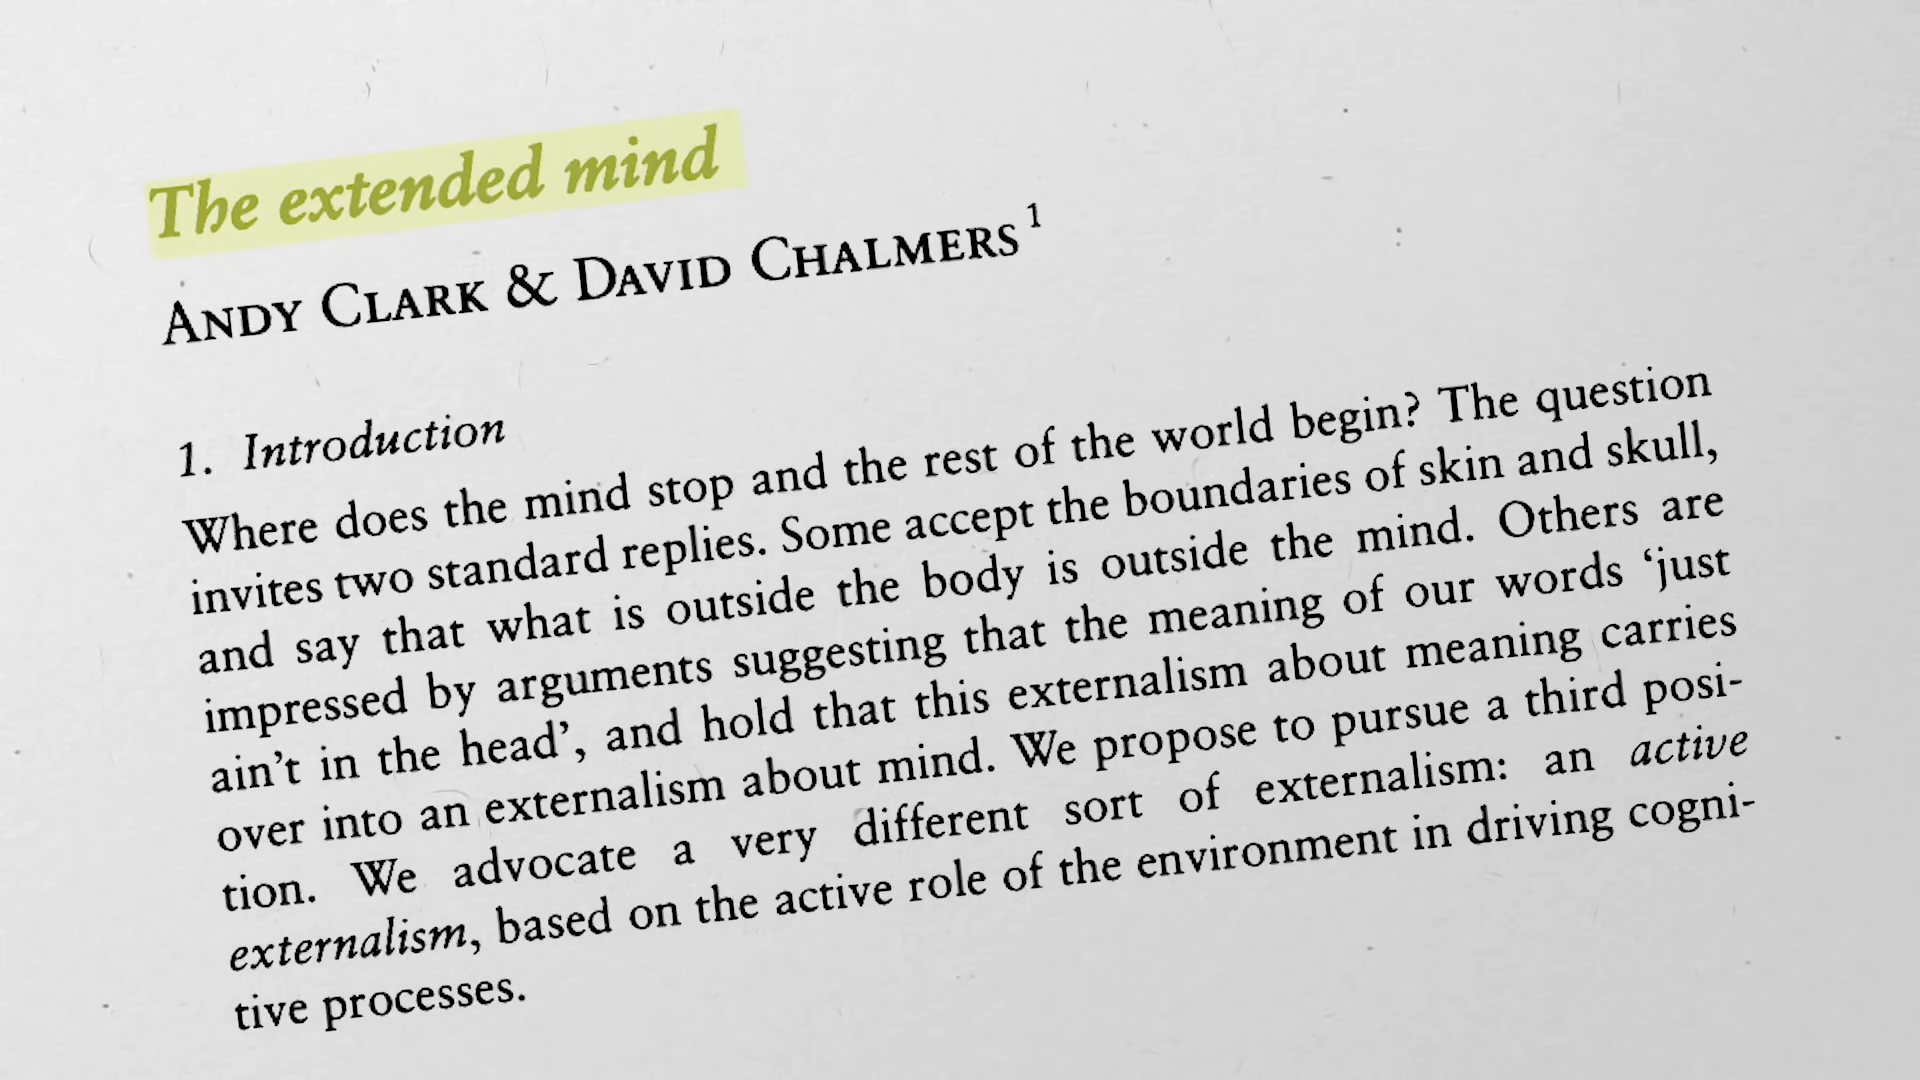 The extended mind
ANDY CLARK & DAVID CHALMERS 1
1. Introduction
Where does the mind stop and the rest of the world begin? The question
invites two standard replies. Some accept the boundaries of skin and skull,
and say that what is outside the body is outside the mind. Others are
impressed by arguments suggesting that the meaning of our words ‘just
ain’t in the head’, and hold that this externalism about meaning carries
over into an externalism about mind. We propose to pursue a third posi-
tion. We advocate a very different sort of externalism: an active
externalism, based on the active role of the environment in driving cogni-
tive processes.